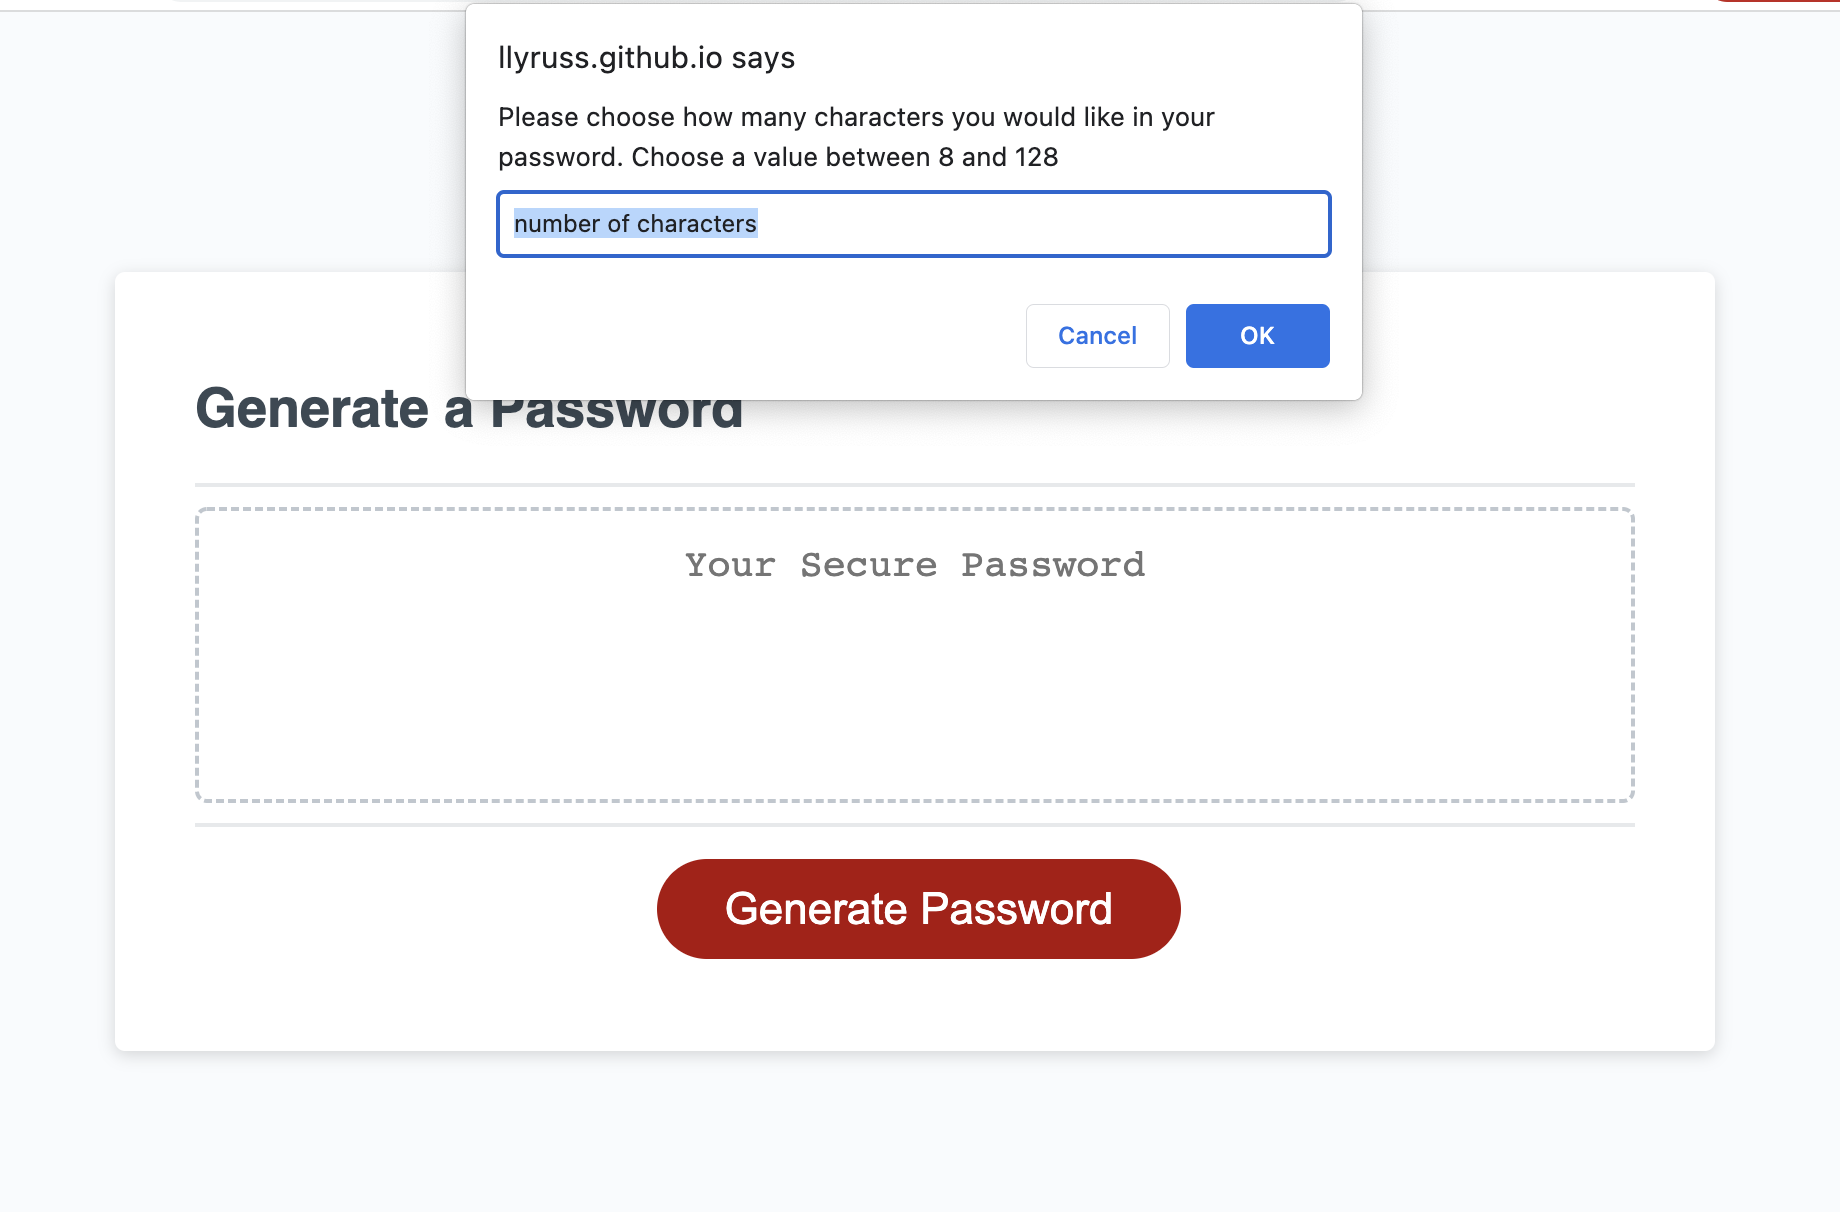 llyruss.github.io says
Please choose how many characters you would like in your
password. Choose a value between 8 and 128
number of characters
Cancel
OK
Generate a Password
Your Secure Password
Generate Password